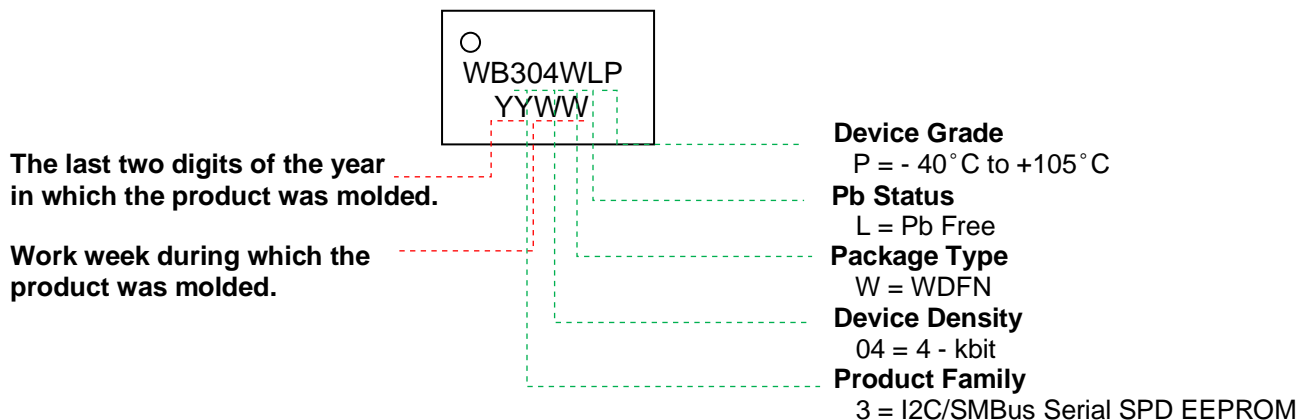 WB304WLP
YYWW
The last two digits of the year
in which the product was molded.
Work week during which the
product was molded.
Device Grade
P = - 40°C to +105°C
Pb Status
L = Pb Free
Package Type
W = WDFN
Device Density
04 = 4 - kbit
Product Family
3 = I2C/SMBus Serial SPD EEPROM